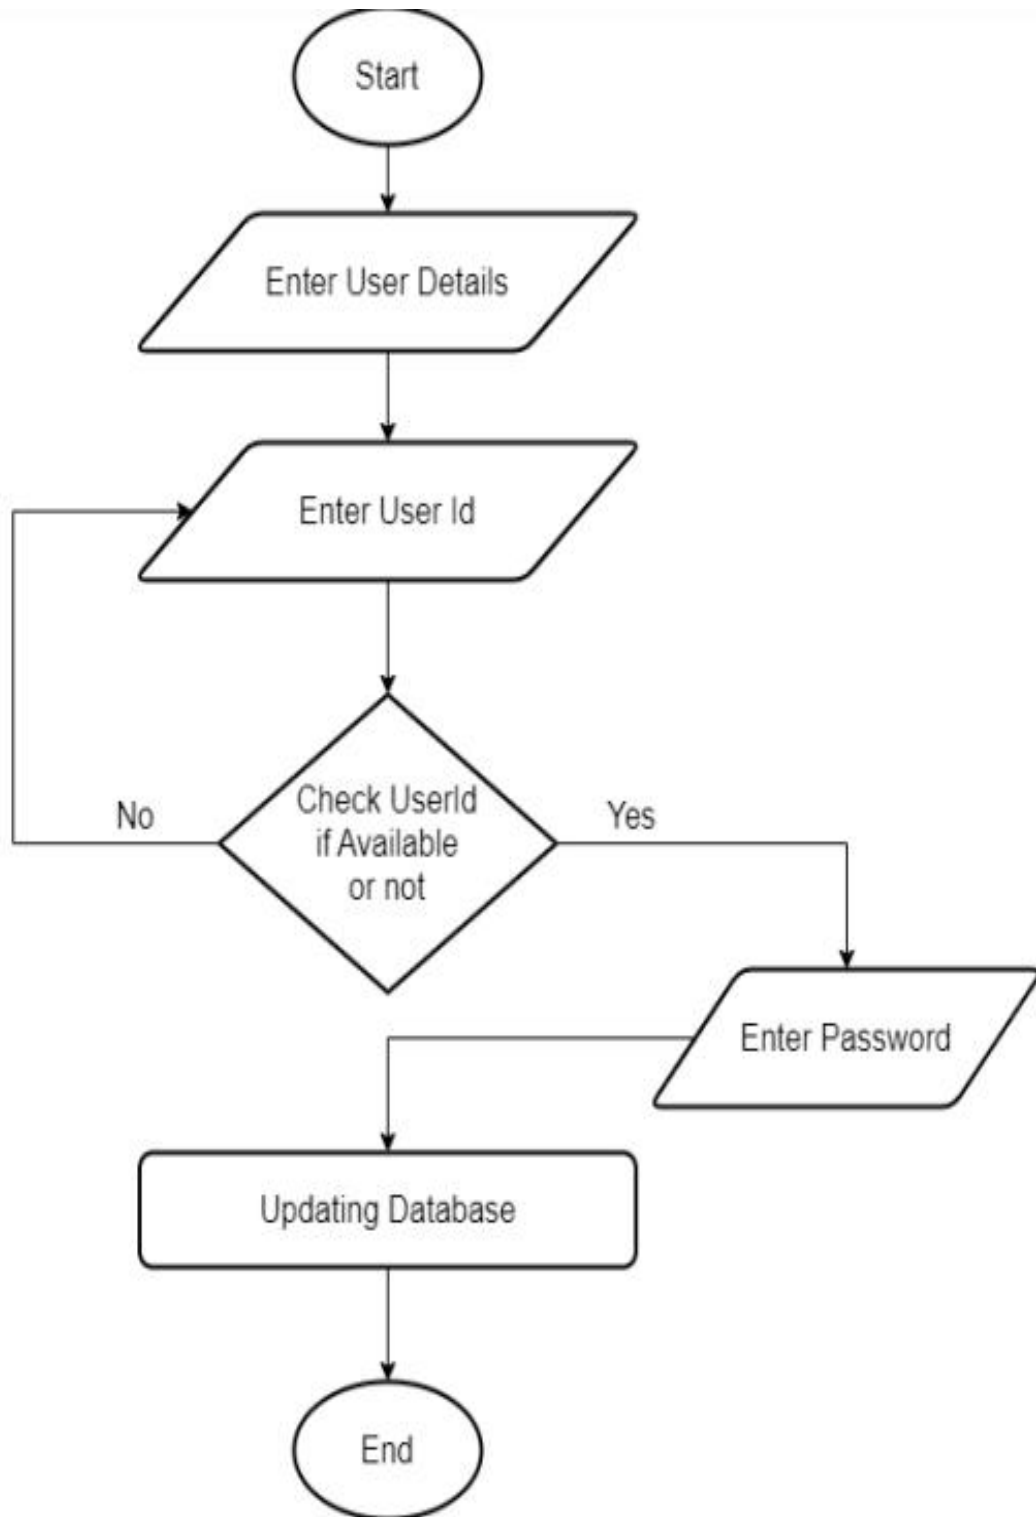 Start
Enter User Details
Enter User Id
Check UserId
if Available
or not
No
Yes
Enter Password
Updating Database
End